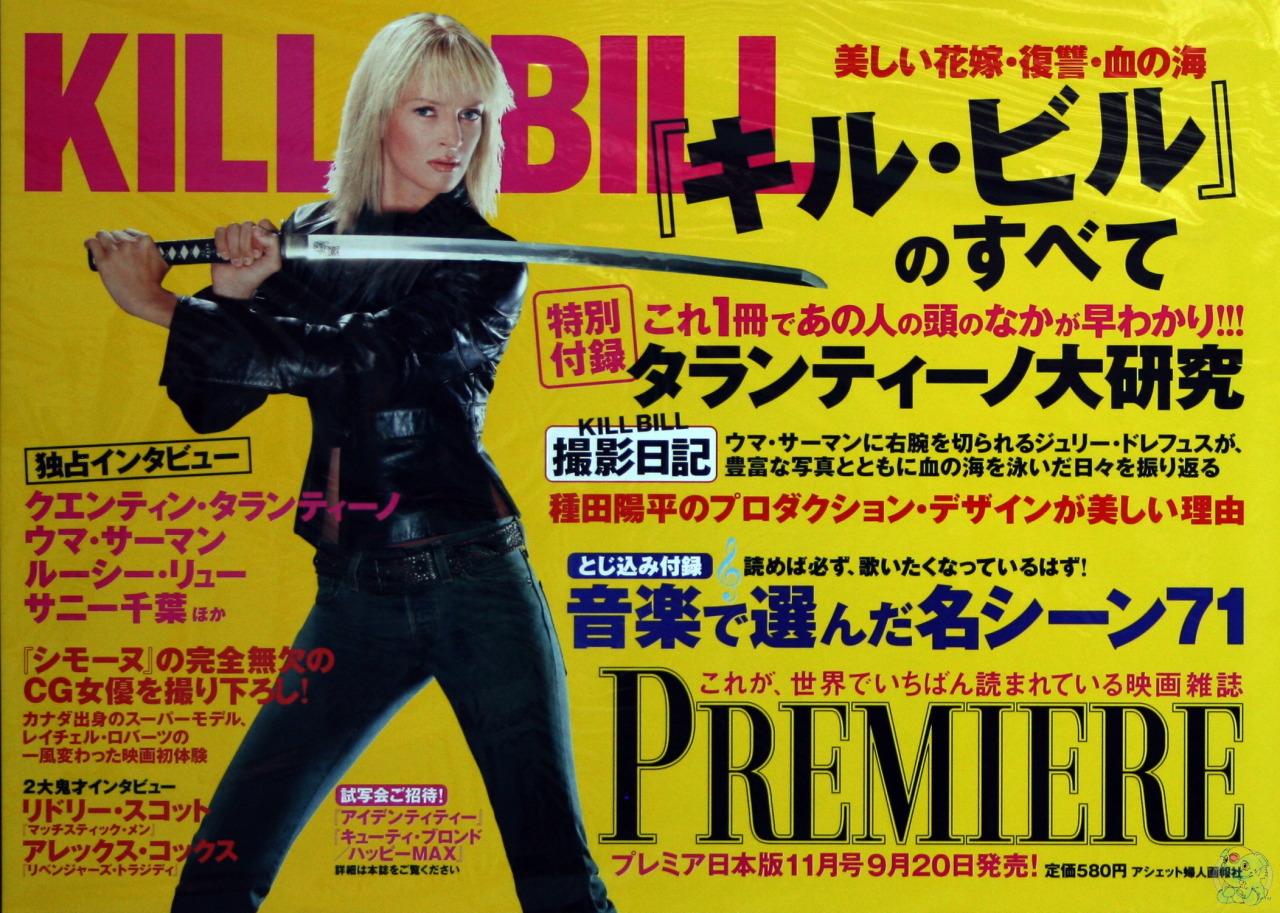 KILL BILL
美しい花嫁・復讐・血の海
『キル・ビル』
のすべて
特別
付録
これ1冊であの人の頭のなかが早わかり!!!
タランティーノ大研究
KILL BILL
撮影日記
ウマ・サーマンに右腕を切られるジュリー・ドレフュスが、
豊富な写真とともに血の海を泳いだ日々を振り返る
種田陽平のプロダクション・デザインが美しい理由
とじ込み付録
読めば必ず、歌いたくなっているはず!
音楽で選んだ名シーン71
独占インタビュー
クエンティン・タランティーノ
ウマ・サーマン
ルーシー・リュー
サニー千葉 ほか
『シモーヌ』の完全無欠の
CG女優を撮り下ろし!
カナダ出身のスーパーモデル、
レイチェル・ロバーツの
一風変わった映画初体験
2大鬼才インタビュー
リドリー・スコット
『マッチスティック・メン』
アレックス・コックス
『リベンジャーズ・トラジディ』
試写会ご招待!
『アイデンティティー』
『キューティ・ブロンド
/ハッピーMAX』
詳細は本誌をご覧ください
これが、世界でいちばん読まれている映画雑誌
PREMIERE
プレミア日本版11月号9月20日発売! 定価580円 アシェット婦人画報社